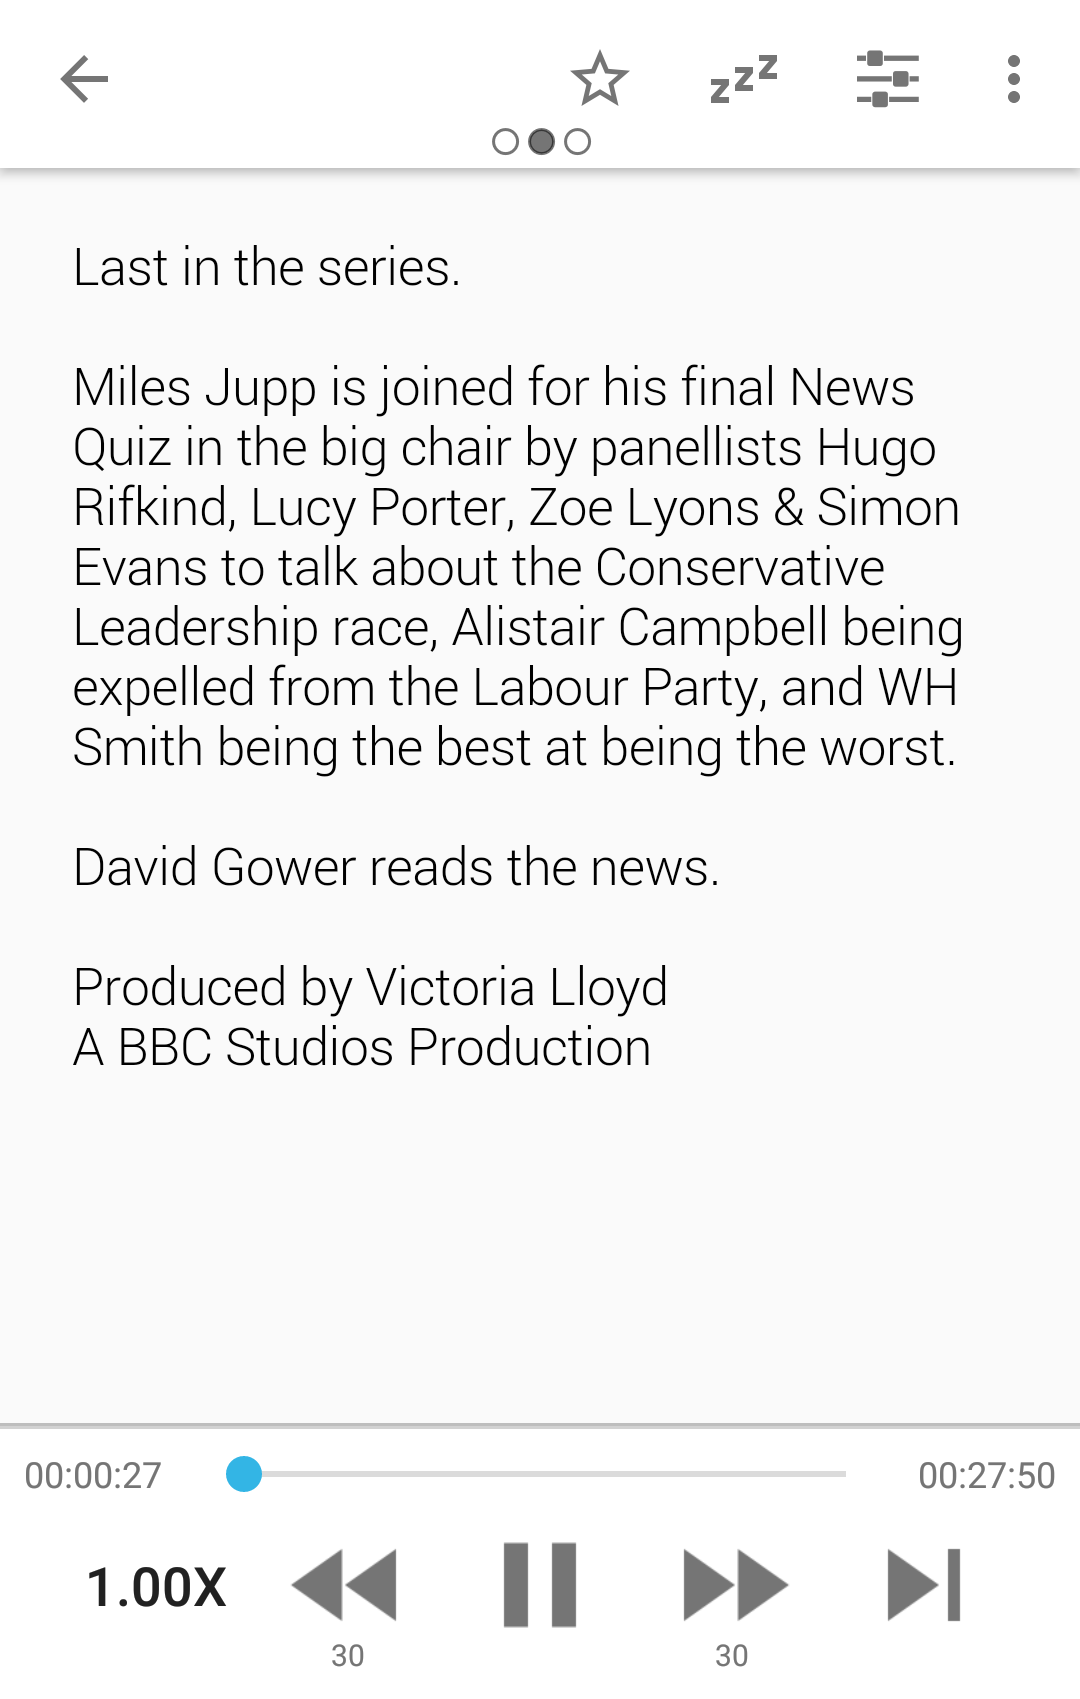 zzz
Last in the series.
Miles Jupp is joined for his final News
Quiz in the big chair by panellists Hugo
Rifkind, Lucy Porter, Zoe Lyons & Simon
Evans to talk about the Conservative
Leadership race, Alistair Campbell being
expelled from the Labour Party, and WH
Smith being the best at being the worst.
David Gower reads the news.
Produced by Victoria Lloyd
A BBC Studios Production
00:00:27 00:27:50
1.00X
30 30